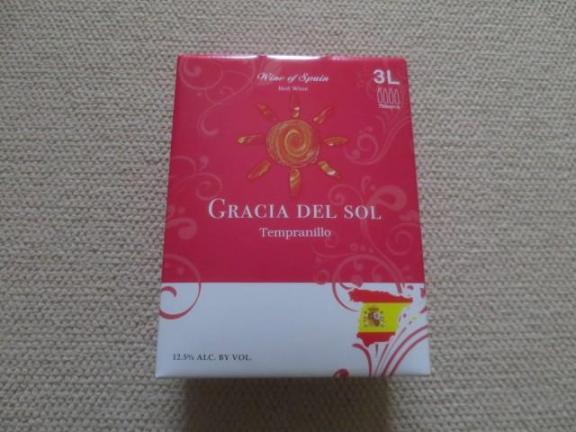 Wine of Spain
Red Wine
3L
GRACIA DEL SOL
Tempranillo
12.5% ALC. BY VOL.